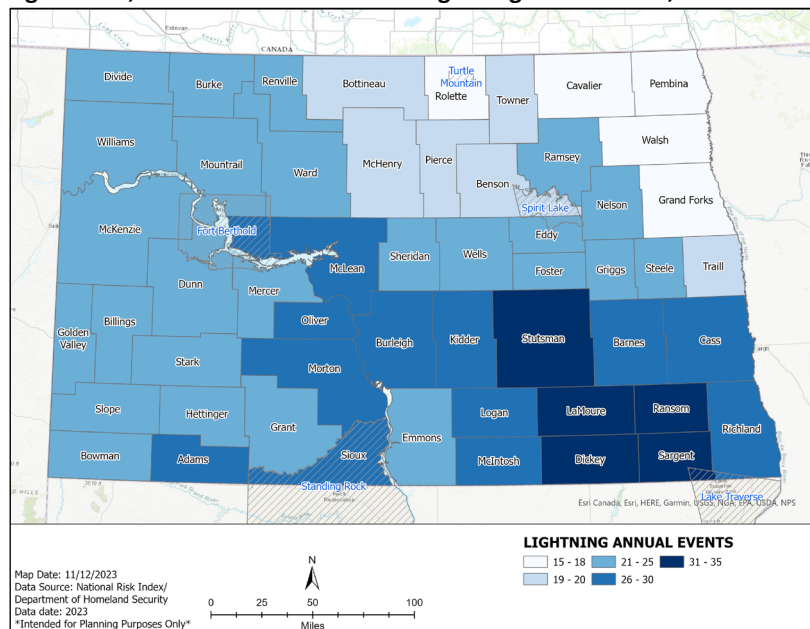 Estevan
CANADA
Divide
Burke
Renville
Bottineau
Turtle
Mountain
Rolette
Towner
Cavalier
Pembina
Williams
Mountrail
Ward
McHenry
Pierce
Benson
Ramsey
Walsh
Spirit Lake
Nelson
Grand Forks
McKenzie
Fort Berthold
McLean
Sheridan
Wells
Eddy
Foster
Griggs
Steele
Traill
Dunn
Mercer
Oliver
Golden
Valley
Billings
Stark
Morton
Burleigh
Kidder
Stutsman
Barnes
Cass
Slope
Hettinger
Grant
Emmons
Logan
LaMoure
Ransom
Richland
Bowman
Adams
Sioux
Standing Rock
McIntosh
Dickey
Sargent
Lake Traverse
Esri Canada, Esri, HERE, Garmin, USGS, NGA, EPA, USDA, NPS
LIGHTNING ANNUAL EVENTS
15 - 18
21 - 25
31 - 35
19 - 20
26 - 30
N
0 25 50 100
Miles
Map Date: 11/12/2023
Data Source: National Risk Index/
Department of Homeland Security
Data date: 2023
*Intended for Planning Purposes Only*